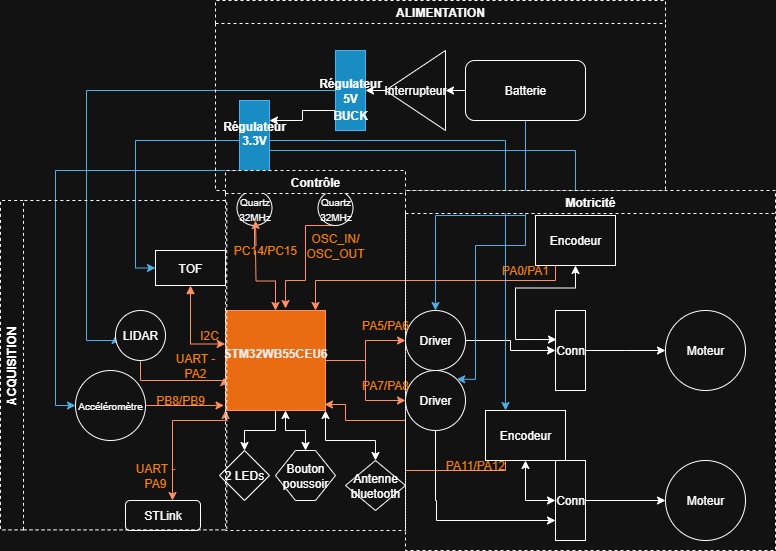 ALIMENTATION
Régulateur
5V
BUCK
Interrupteur
Batterie
Régulateur
3.3V
Contrôle
Motricité
Quartz
32MHz
Quartz
32MHz
PC14/PC15
OSC_IN/
OSC_OUT
Encodeur
TOF
PA0/PA1
ACQUISITION
LIDAR
I2C
STM32WB55CEU6
PA5/PA6
Driver
Conn
Moteur
UART -
PA2
PA7/PA8
Accéléromètre
PB8/PB9
Driver
Encodeur
UART -
PA9
2 LEDs
Bouton
poussoir
Antenne
bluetooth
PA11/PA12
Conn
Moteur
STLink